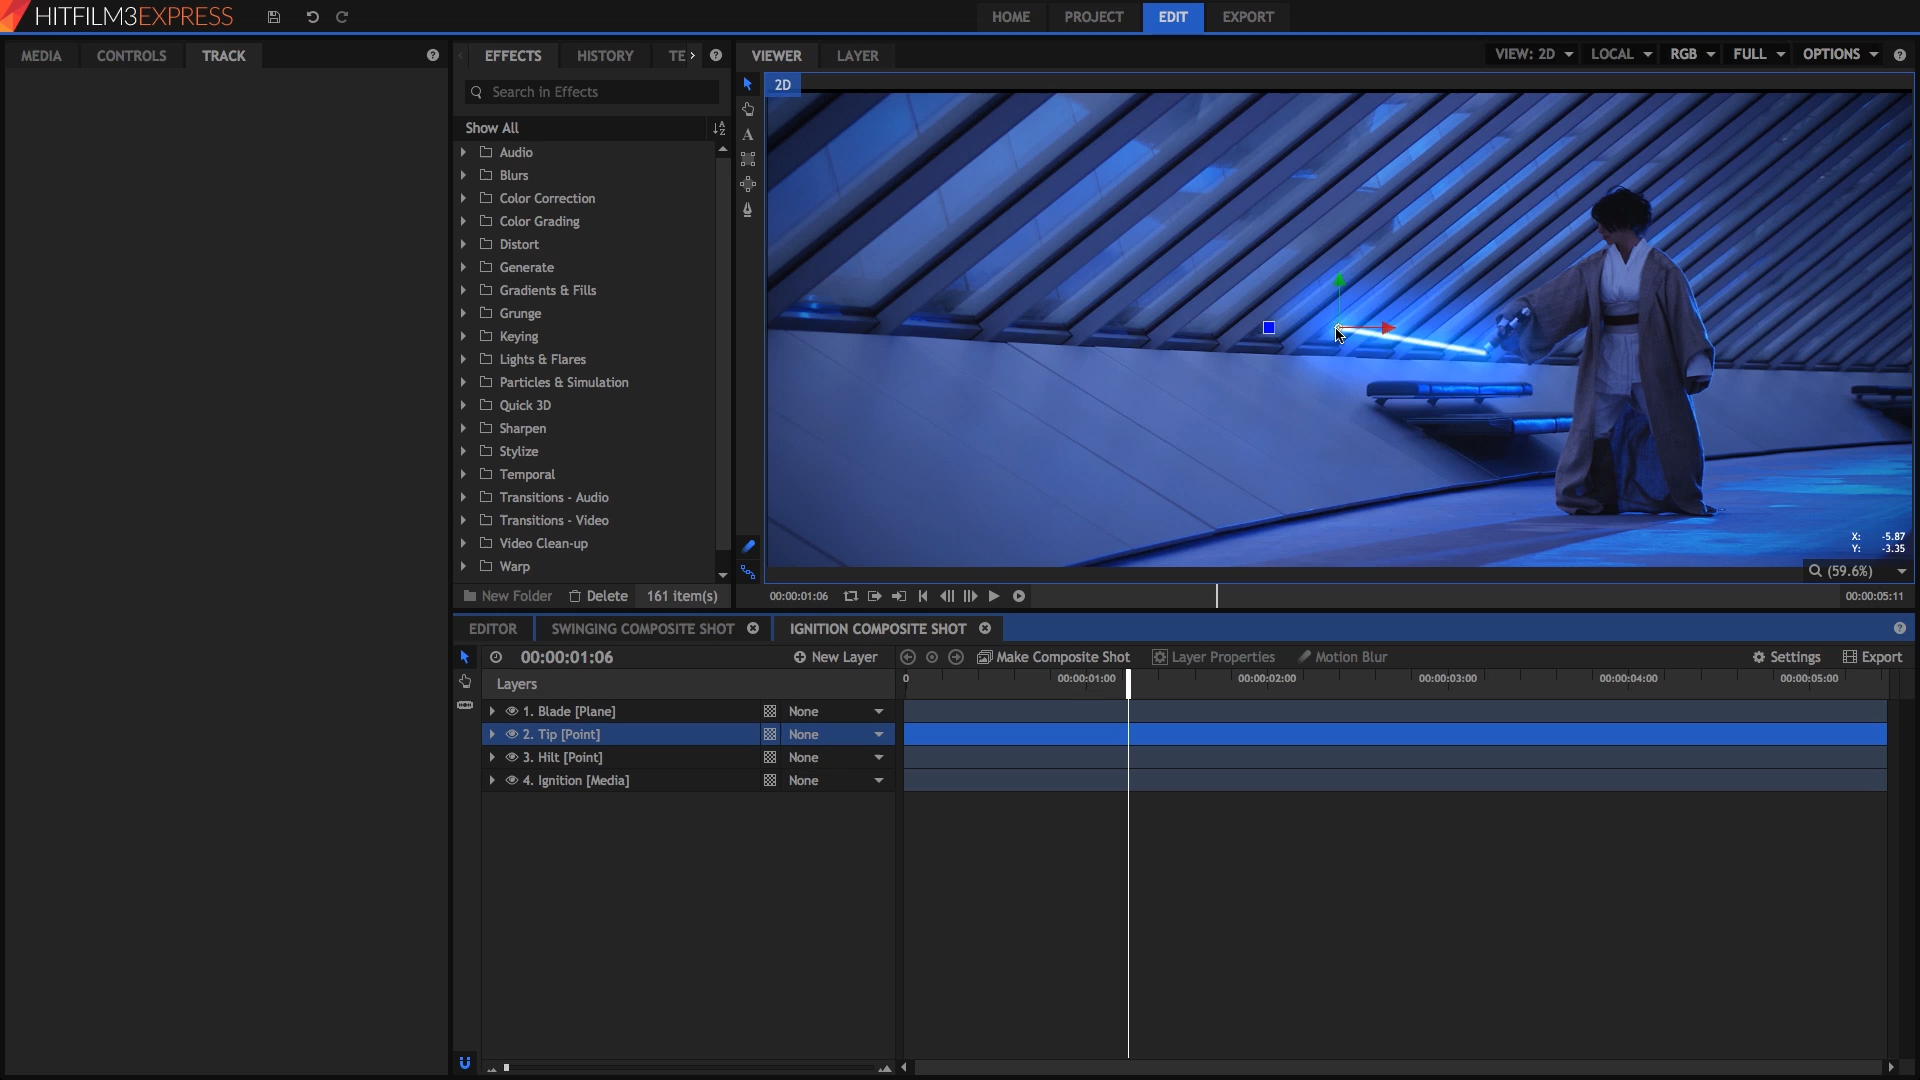 HITFILM3EXPRESS
HOME
PROJECT
EDIT
EXPORT
MEDIA
CONTROLS
TRACK
EFFECTS
HISTORY
TE
VIEWER
LAYER
VIEW: 2D
LOCAL
RGB
FULL
OPTIONS
Search in Effects
2D
A
Show All
Audio
Blurs
Color Correction
Color Grading
Distort
Generate
Gradients & Fills
Grunge
Keying
Lights & Flares
Particles & Simulation
Quick 3D
Sharpen
Stylize
Temporal
Transitions - Audio
Transitions - Video
Video Clean-up
Warp
X: -5.87
Y: -3.35
(59.6%)
New Folder
Delete
161 item(s)
00:00:01:06
00:00:05:11
EDITOR
SWINGING COMPOSITE SHOT
IGNITION COMPOSITE SHOT
00:00:01:06
New Layer
Make Composite Shot
Layer Properties
Motion Blur
Settings
Export
Layers
0
00:00:01:00
00:00:02:00
00:00:03:00
00:00:04:00
00:00:05:00
1. Blade [Plane]
None
2. Tip [Point]
None
3. Hilt [Point]
None
4. Ignition [Media]
None